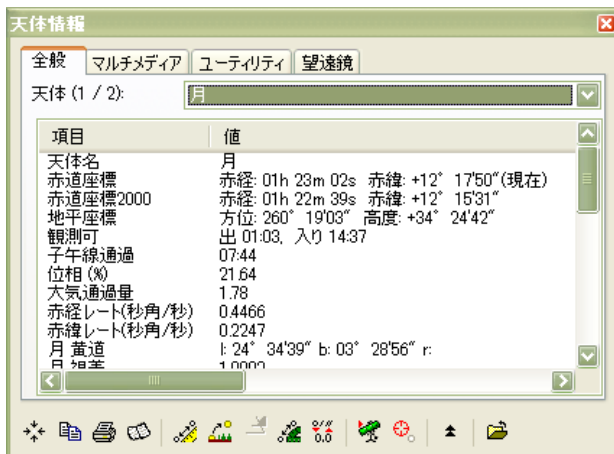 天体情報
全般 マルチメディア ユーティリティ 望遠鏡
天体 (1 / 2): 月
項目 値
天体名 月
赤道座標 赤経: 01h 23m 02s 赤緯: +12° 17'50"(現在)
赤道座標2000 赤経: 01h 22m 39s 赤緯: +12° 15'31"
地平座標 方位: 260° 19'03" 高度: +34° 24'42"
観測可 出 01:03, 入り 14:37
子午線通過 07:44
位相 (%) 21.64
大気通過量 1.78
赤経レート(秒角/秒) 0.4466
赤緯レート(秒角/秒) 0.2247
月 黄道 l: 24° 34'39" b: 03° 28'56" r:
月 視差 1.0002
0.0